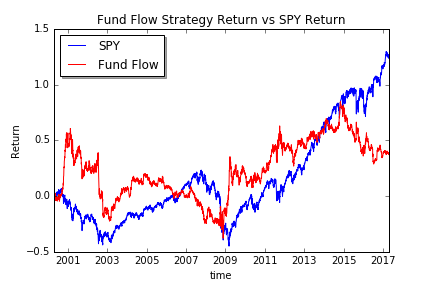 Fund Flow Strategy Return vs SPY Return
SPY
Fund Flow
Return
1.5
1.0
0.5
0.0
−0.5
2001 2003 2005 2007 2009 2011 2013 2015 2017
time